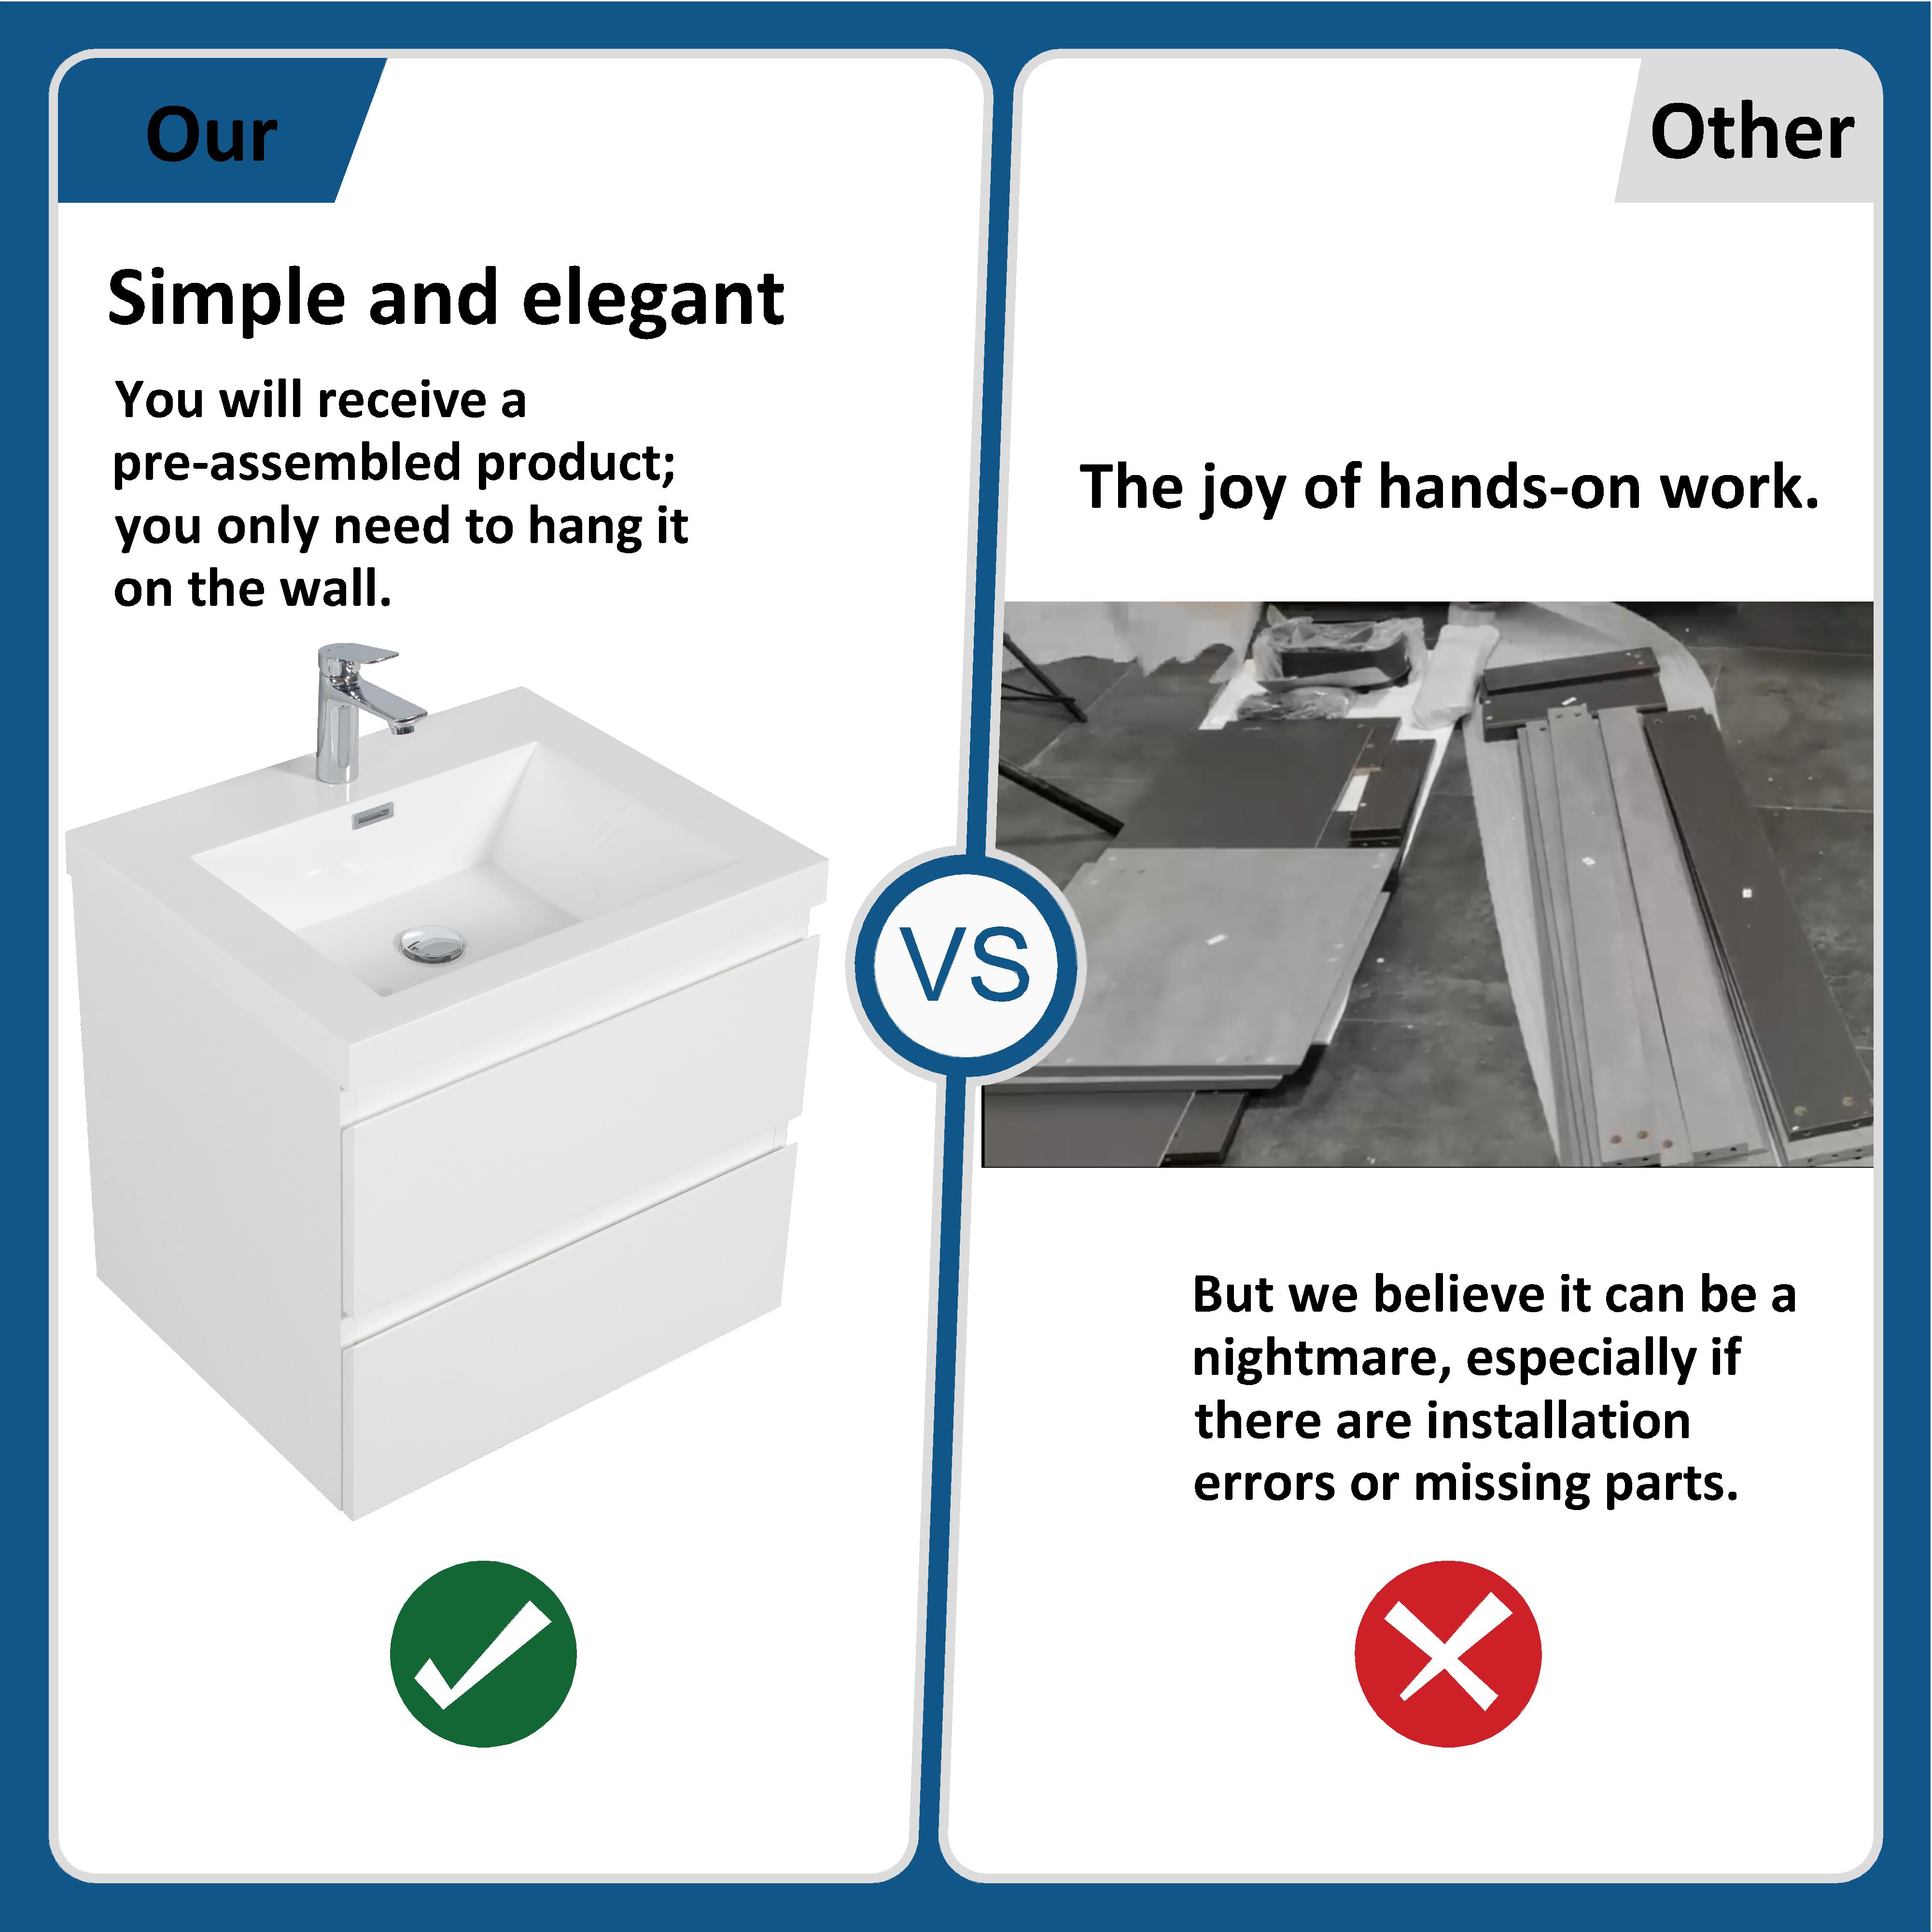 Our
Simple and elegant
You will receive a
pre-assembled product;
you only need to hang it
on the wall.
VS
Other
The joy of hands-on work.
But we believe it can be a
nightmare, especially if
there are installation
errors or missing parts.